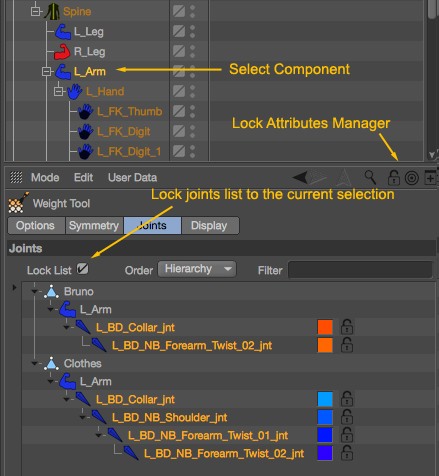 Spine
L_Leg
R_Leg
L_Arm
Select Component
L_Hand
L_FK_Thumb
Lock Attributes Manager
L_FK_Digit
L_FK_Digit_1
Mode Edit User Data
Lock joints list to the current selection
Weight Tool
Options Symmetry Joints Display
Joints
Lock List Order Hierarchy Filter
Bruno
L_Arm
L_BD_Collar_jnt
L_BD_NB_Forearm_Twist_02_jnt
Clothes
L_Arm
L_BD_Collar_jnt
L_BD_NB_Shoulder_jnt
L_BD_NB_Forearm_Twist_01_jnt
L_BD_NB_Forearm_Twist_02_jnt